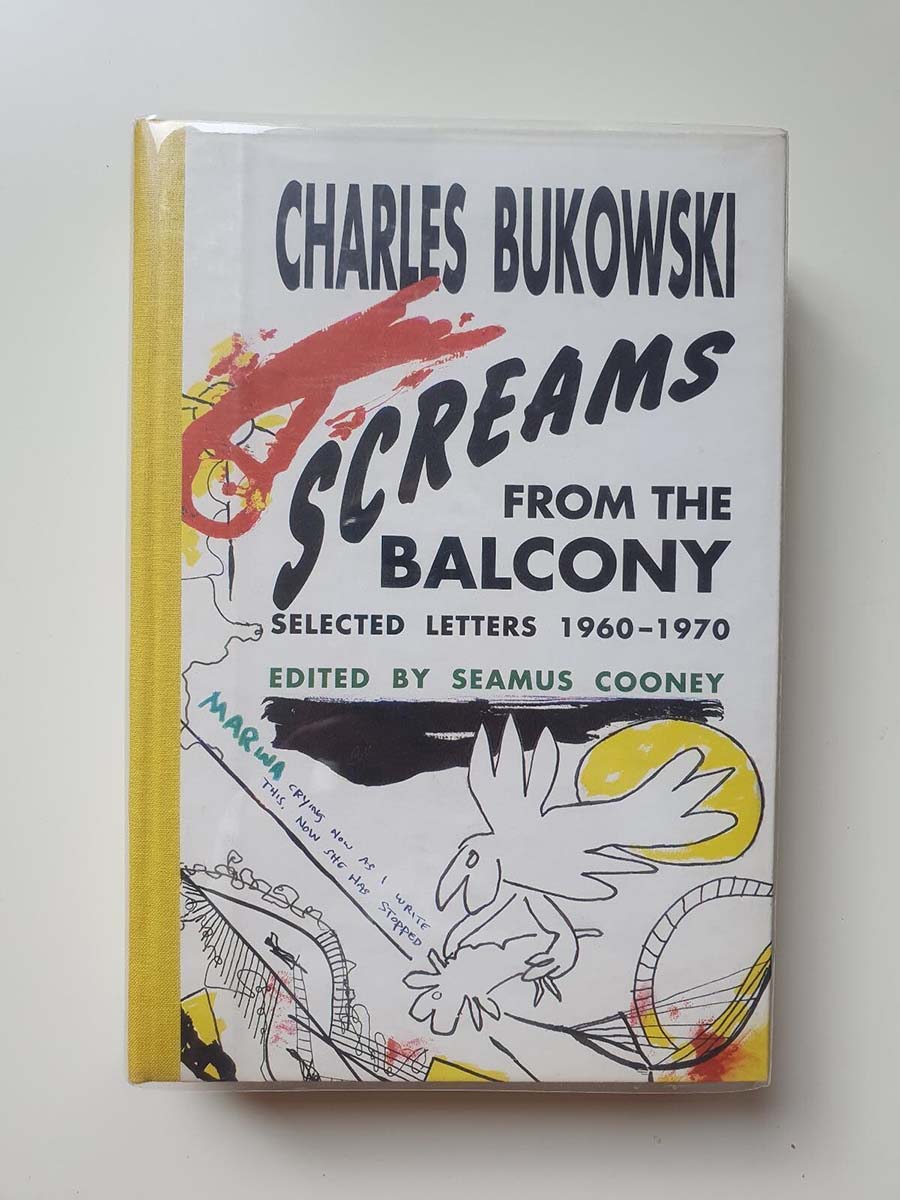 CHARLES BUKOWSKI
SCREAMS
FROM THE
BALCONY
SELECTED LETTERS 1960–1970
EDITED BY SEAMUS COONEY
MARINA CRYING NOW AS I WRITE
THIS. NOW SHE HAS STOPPED